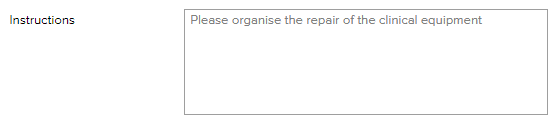 Instructions
Please organise the repair of the clinical equipment